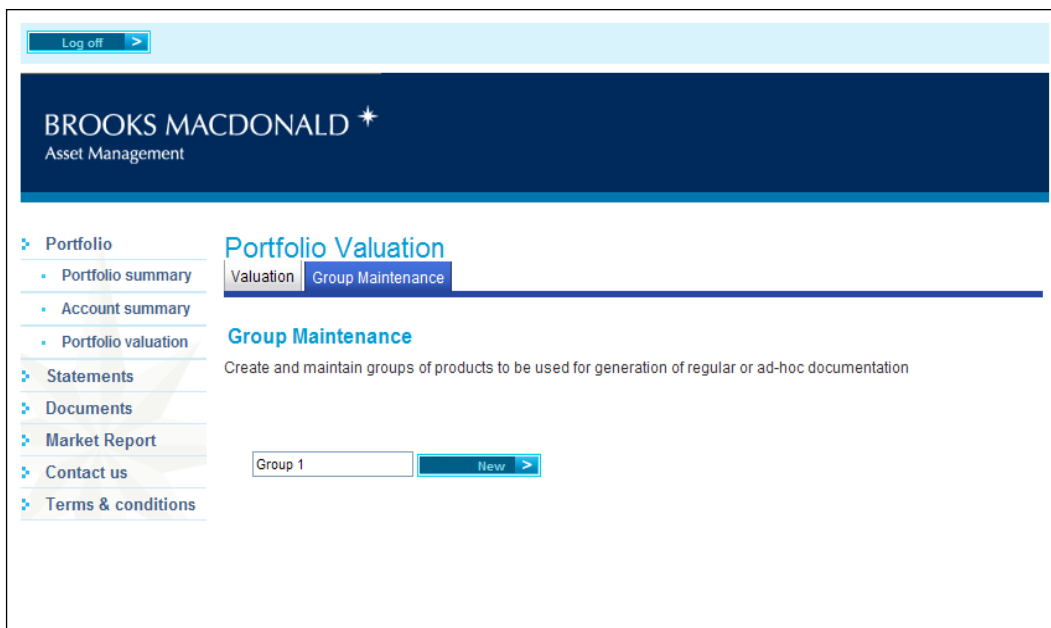 Log off >
BROOKS MACDONALD
Asset Management
Portfolio
Portfolio summary
Account summary
Portfolio valuation
Statements
Documents
Market Report
Contact us
Terms & conditions
Portfolio Valuation
Valuation Group Maintenance
Group Maintenance
Create and maintain groups of products to be used for generation of regular or ad-hoc documentation
Group 1 New >